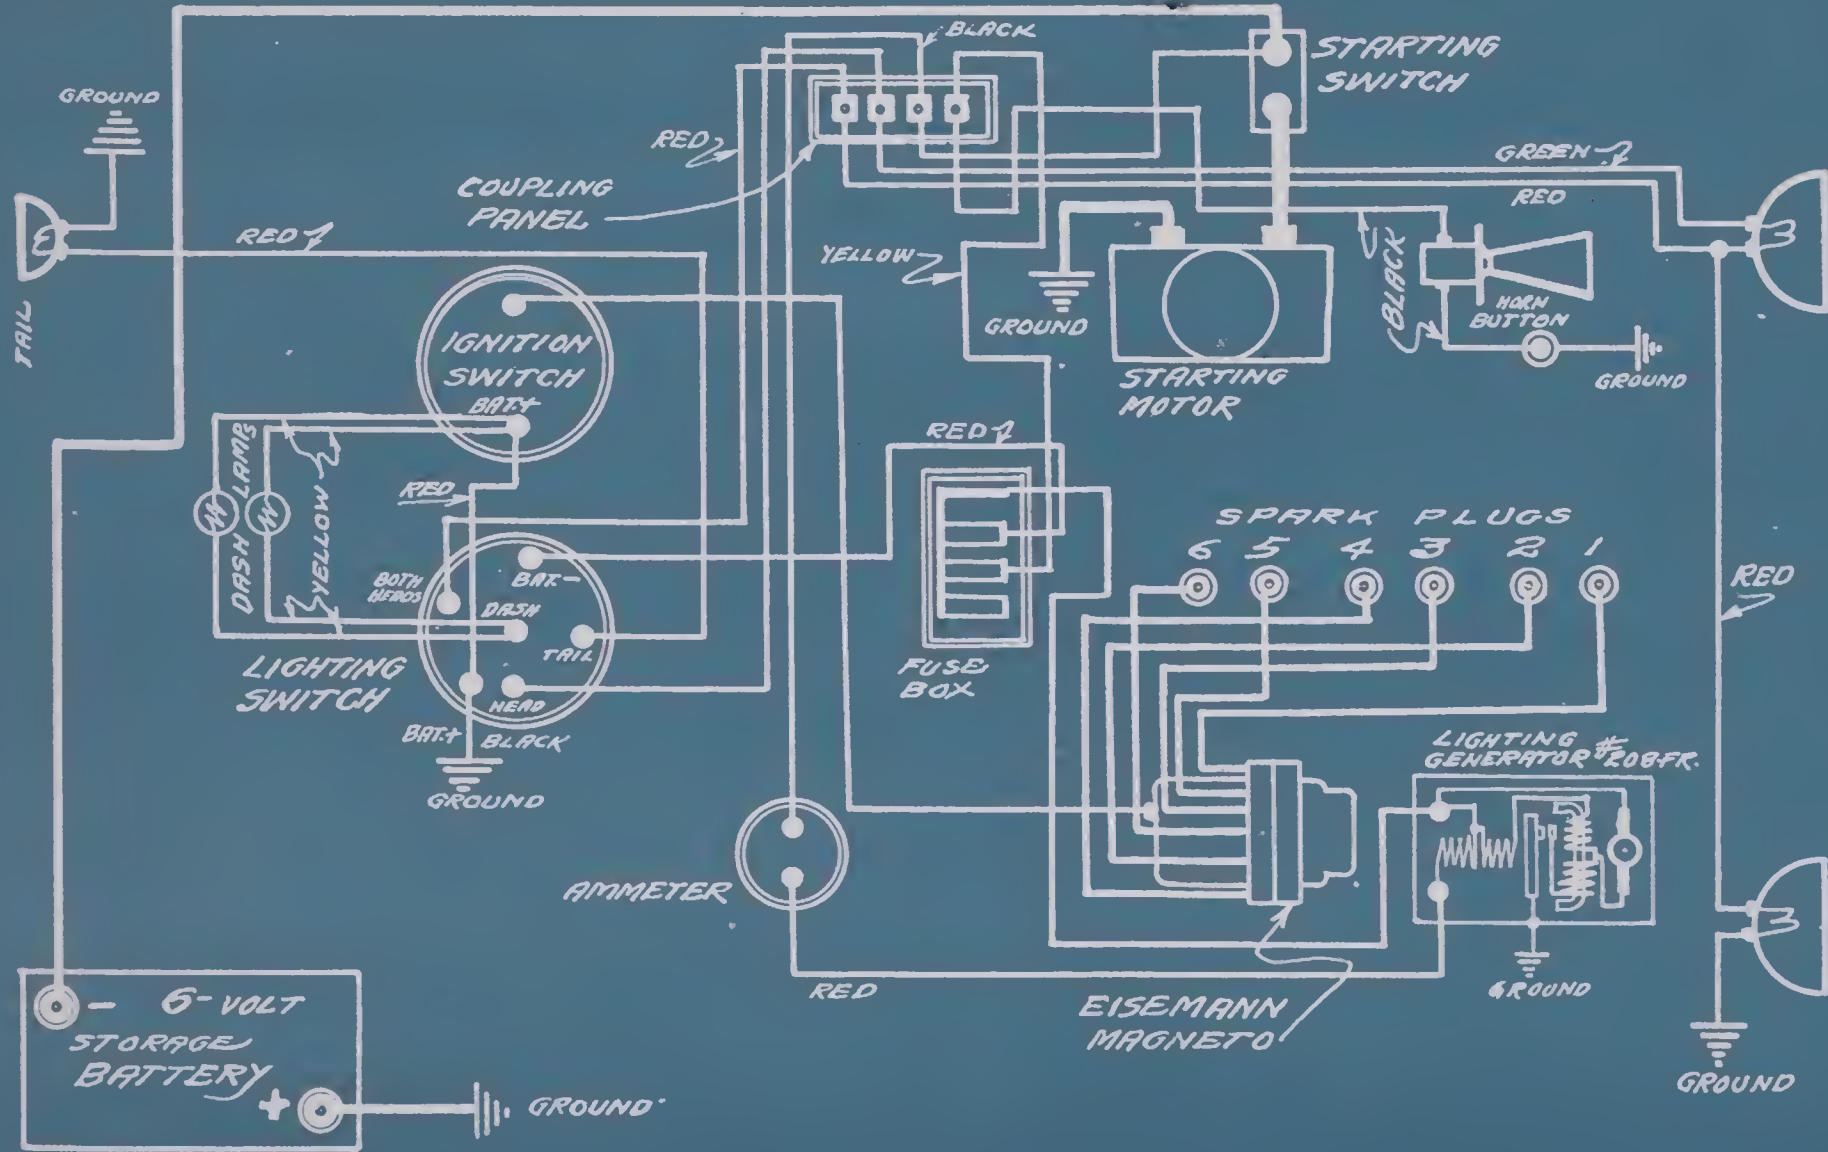 BLACK
STARTING
SWITCH
GROUND
RED
GREEN
COUPLING
PANEL
RED
RED
YELLOW
BLACK
TAIL
GROUND
HORN
BUTTON
IGNITION
SWITCH
BAT.+
STARTING
MOTOR
GROUND
DASH LAMPS
YELLOW
RED
RED
SPARK PLUGS
6 5 4 3 2 1
BOTH
HEADS
BAT.-
DASH
TAIL
RED
LIGHTING
SWITCH
HEAD
BAT.+
BLACK
GROUND
FUSE
BOX
LIGHTING
GENERATOR #208-FR.
AMMETER
RED
EISEMANN
MAGNETO
GROUND
- 6-VOLT
STORAGE
BATTERY
+
GROUND
GROUND